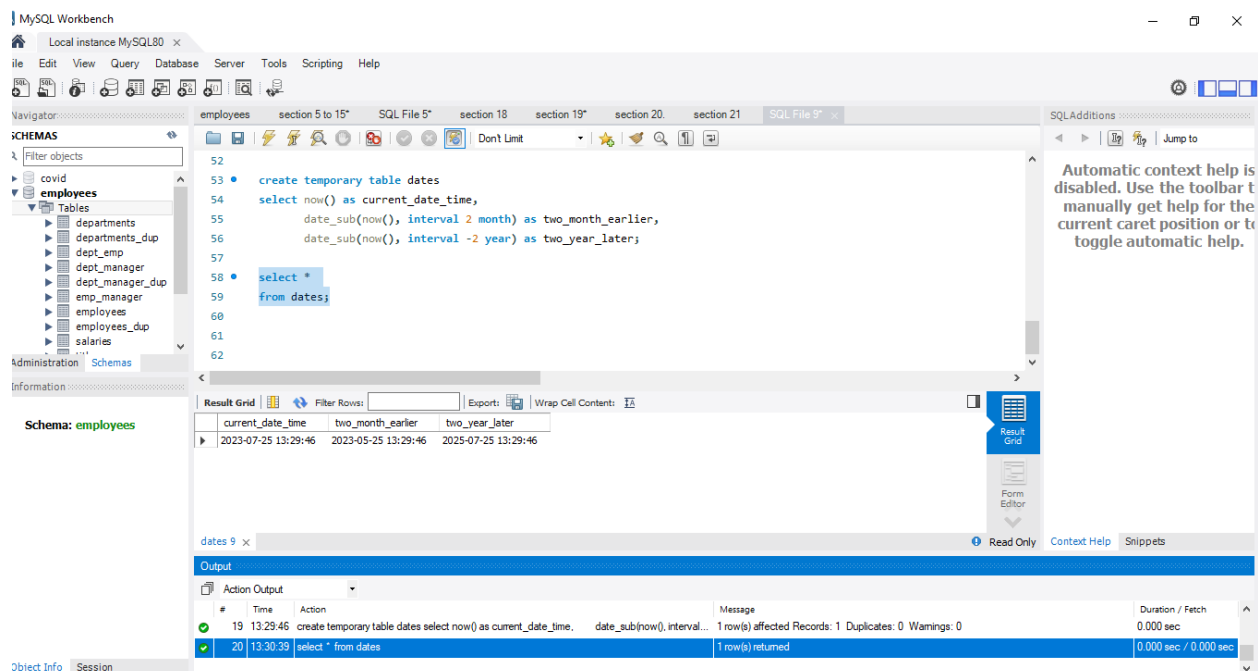 MySQL Workbench
Local instance MySQL80
ile Edit View Query Database Server Tools Scripting Help
Navigator
SCHEMAS
Filter objects
covid
employees
Tables
departments
departments_dup
dept_emp
dept_manager
dept_manager_dup
emp_manager
employees
employees_dup
salaries
Administration Schemas
Information
Schema: employees
Object Info Session
employees section 5 to 15* SQL File 5* section 18 section 19* section 20. section 21 SQL File 9*
Don't Limit
52
53 create temporary table dates
54 select now() as current_date_time,
55 date_sub(now(), interval 2 month) as two_month_earlier,
56 date_sub(now(), interval -2 year) as two_year_later;
57
58 select *
59 from dates;
60
61
62
Result Grid Filter Rows: Export: Wrap Cell Content:
current_date_time two_month_earlier two_year_later
2023-07-25 13:29:46 2023-05-25 13:29:46 2025-07-25 13:29:46
Result
Grid
Form
Editor
dates 9 Read Only
SQLAdditions
Jump to
Automatic context help is
disabled. Use the toolbar t
manually get help for the
current caret position or to
toggle automatic help.
Context Help Snippets
Output
Action Output
# Time Action Message Duration / Fetch
19 13:29:46 create temporary table dates select now() as current_date_time, date_sub(now(), interval... 1 row(s) affected Records: 1 Duplicates: 0 Warnings: 0 0.000 sec
20 13:30:39 select * from dates 1 row(s) returned 0.000 sec / 0.000 sec